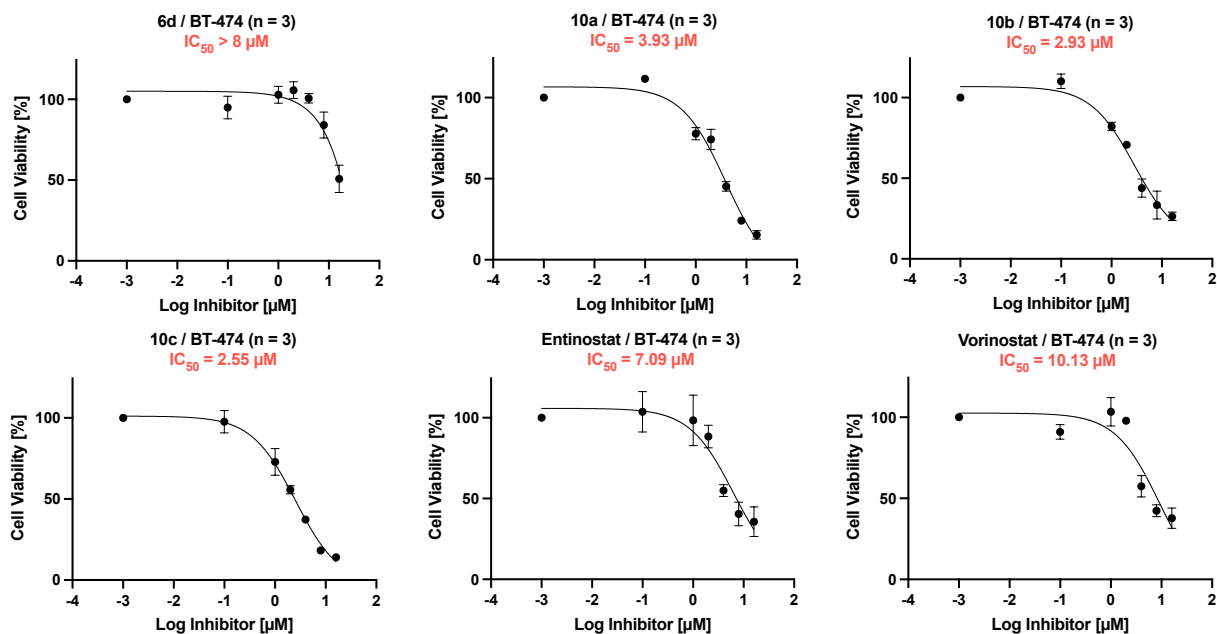 6d / BT-474 (n = 3)
IC50 > 8 µM
Cell Viability [%]
100
50
0
-4 -3 -2 -1 0 1 2
Log Inhibitor [µM]
10a / BT-474 (n = 3)
IC50 = 3.93 µM
Cell Viability [%]
100
50
0
-4 -3 -2 -1 0 1 2
Log Inhibitor [µM]
10b / BT-474 (n = 3)
IC50 = 2.93 µM
Cell Viability [%]
100
50
0
-4 -3 -2 -1 0 1 2
Log Inhibitor [µM]
10c / BT-474 (n = 3)
IC50 = 2.55 µM
Cell Viability [%]
100
50
0
-4 -3 -2 -1 0 1 2
Log Inhibitor [µM]
Entinostat / BT-474 (n = 3)
IC50 = 7.09 µM
Cell Viability [%]
100
50
0
-4 -3 -2 -1 0 1 2
Log Inhibitor [µM]
Vorinostat / BT-474 (n = 3)
IC50 = 10.13 µM
Cell Viability [%]
100
50
0
-4 -3 -2 -1 0 1 2
Log Inhibitor [µM]